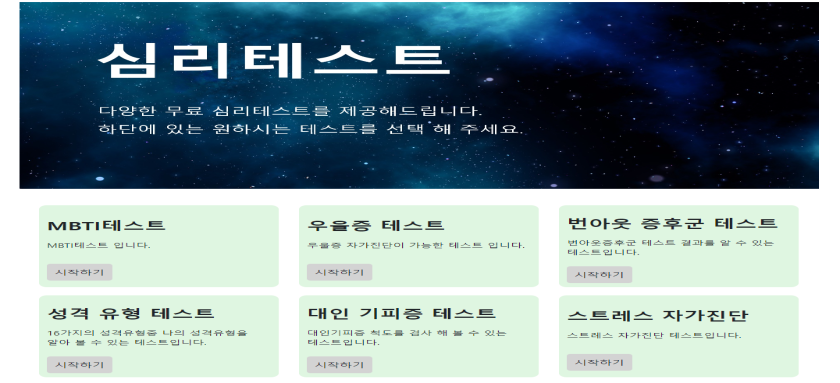 심리테스트
다양한 무료 심리테스트를 제공해드립니다.
하단에 있는 원하시는 테스트를 선택 해 주세요.
MBTI테스트
MBTI테스트 입니다.
시작하기
우울증 테스트
우울증 자가진단이 가능한 테스트 입니다.
시작하기
번아웃 증후군 테스트
번아웃증후군 테스트 결과를 알 수 있는
테스트입니다.
시작하기
성격 유형 테스트
16가지의 성격유형중 나의 성격유형을
알아 볼 수 있는 테스트입니다.
시작하기
대인 기피증 테스트
대인기피증 척도를 검사 해 볼 수 있는
테스트입니다.
시작하기
스트레스 자가진단
스트레스 자가진단 테스트입니다.
시작하기